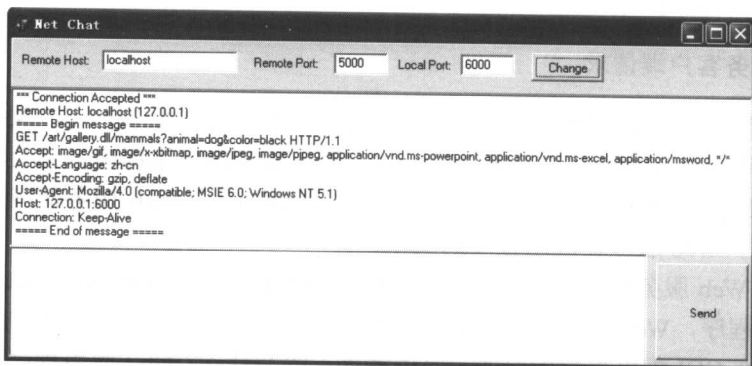 Net Chat
Remote Host: localhost Remote Port: 5000 Local Port: 6000 Change
*** Connection Accepted ***
Remote Host: localhost (127.0.0.1)
===== Begin message =====
GET /art/gallery.dll/mammals?animal=dog&color=black HTTP/1.1
Accept: image/gif, image/x-xbitmap, image/jpeg, image/pjpeg, application/vnd.ms-powerpoint, application/vnd.ms-excel, application/msword, */*
Accept-Language: zh-cn
Accept-Encoding: gzip, deflate
User-Agent: Mozilla/4.0 (compatible; MSIE 6.0; Windows NT 5.1)
Host: 127.0.0.1:6000
Connection: Keep-Alive
===== End of message =====
Send